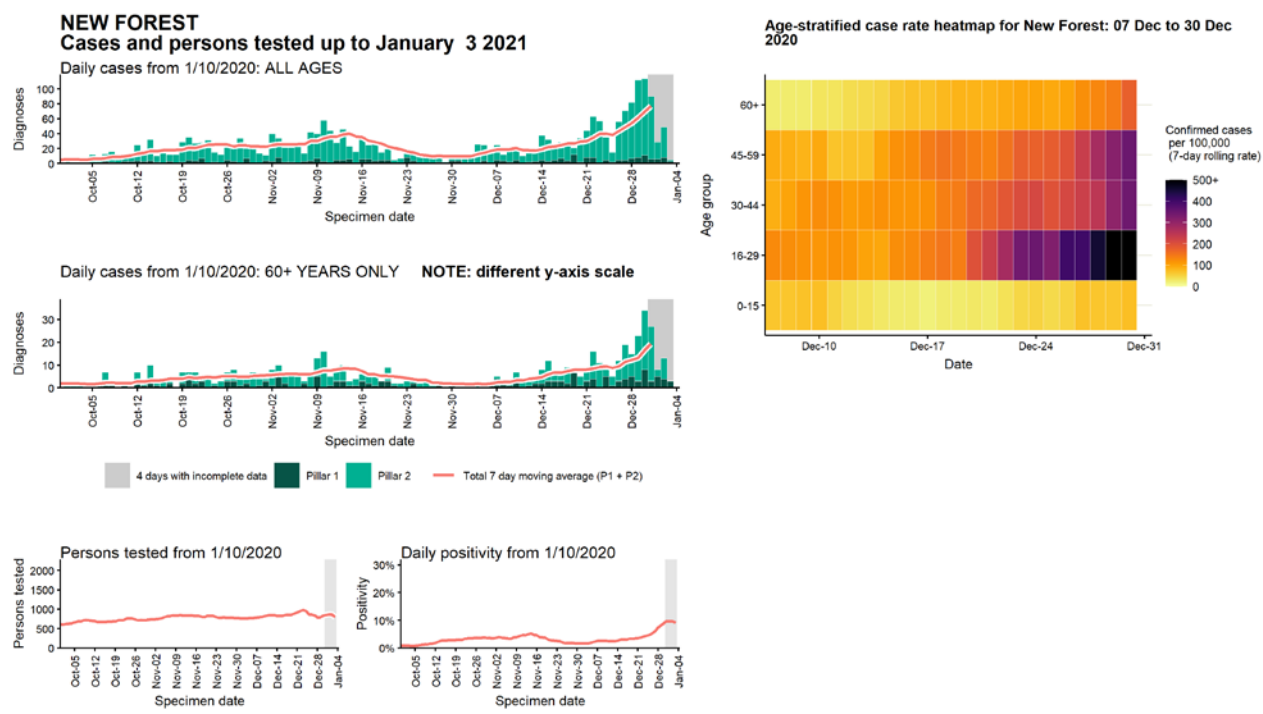 NEW FOREST
Cases and persons tested up to January 3 2021
Daily cases from 1/10/2020: ALL AGES
Diagnoses
100
80
60
40
20
0
Oct-05
Oct-12
Oct-19
Oct-26
Nov-02
Nov-09
Nov-16
Nov-23
Nov-30
Dec-07
Dec-14
Dec-21
Dec-28
Jan-04
Specimen date
Daily cases from 1/10/2020: 60+ YEARS ONLY NOTE: different y-axis scale
Diagnoses
30
20
10
0
Oct-05
Oct-12
Oct-19
Oct-26
Nov-02
Nov-09
Nov-16
Nov-23
Nov-30
Dec-07
Dec-14
Dec-21
Dec-28
Jan-04
Specimen date
4 days with incomplete data Pillar 1 Pillar 2 Total 7 day moving average (P1 + P2)
Persons tested from 1/10/2020
Persons tested
2000
1500
1000
500
0
Oct-05
Oct-12
Oct-19
Oct-26
Nov-02
Nov-09
Nov-16
Nov-23
Nov-30
Dec-07
Dec-14
Dec-21
Dec-28
Jan-04
Specimen date
Daily positivity from 1/10/2020
Positivity
30%
20%
10%
0%
Oct-05
Oct-12
Oct-19
Oct-26
Nov-02
Nov-09
Nov-16
Nov-23
Nov-30
Dec-07
Dec-14
Dec-21
Dec-28
Jan-04
Specimen date
Age-stratified case rate heatmap for New Forest: 07 Dec to 30 Dec
2020
Age group
60+
45-59
30-44
16-29
0-15
Dec-10
Dec-17
Dec-24
Dec-31
Date
Confirmed cases
per 100,000
(7-day rolling rate)
500+
400
300
200
100
0